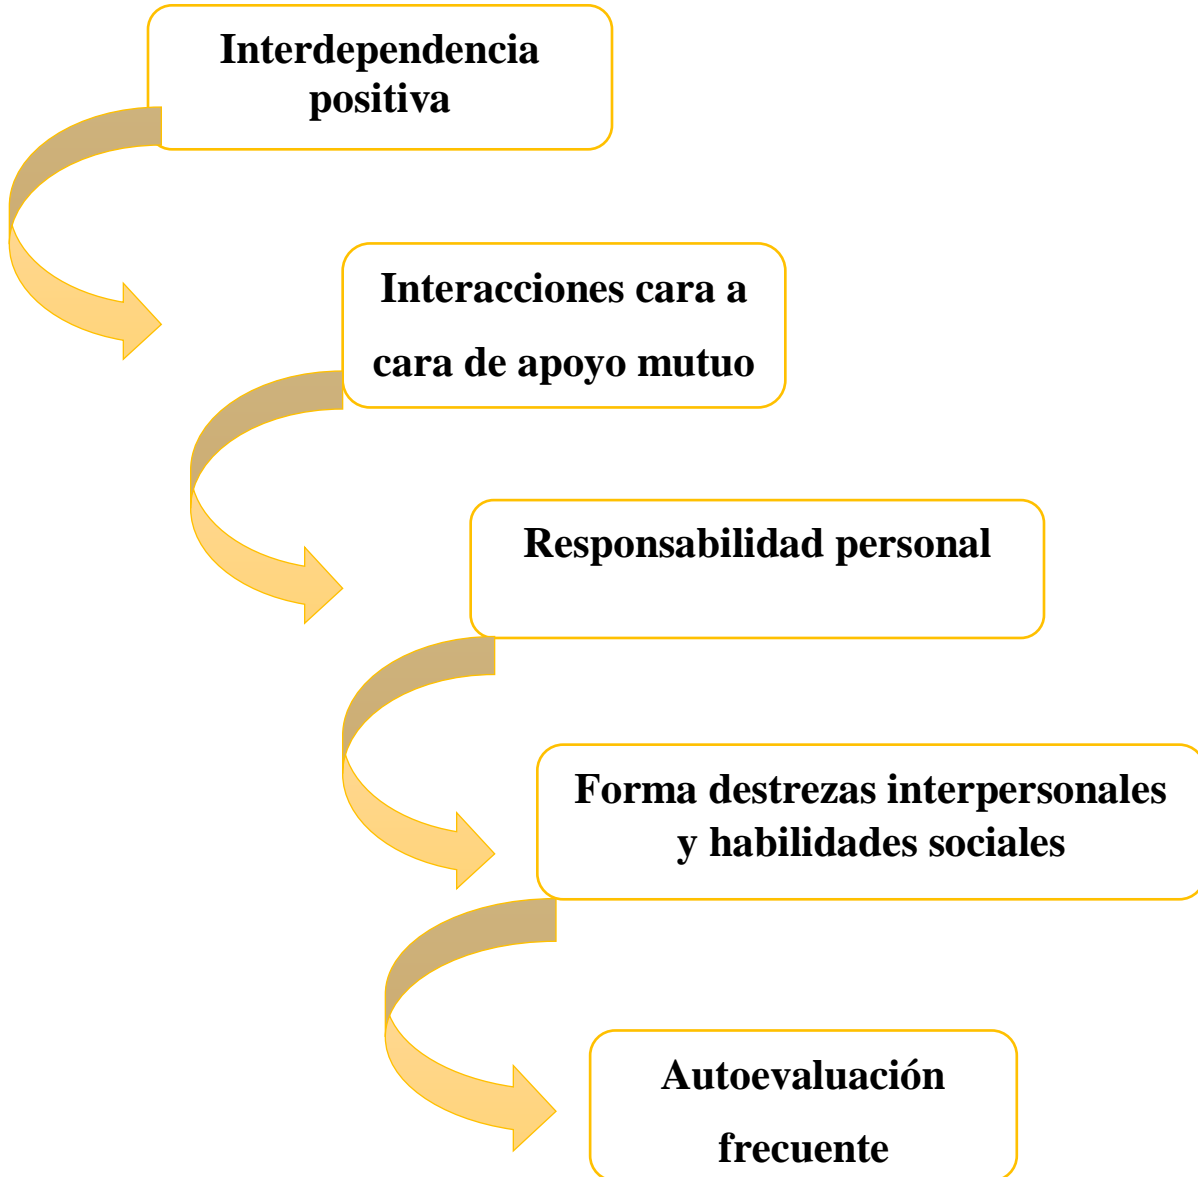 Interdependencia
positiva
Interacciones cara a
cara de apoyo mutuo
Responsabilidad personal
Forma destrezas interpersonales
y habilidades sociales
Autoevaluación
frecuente